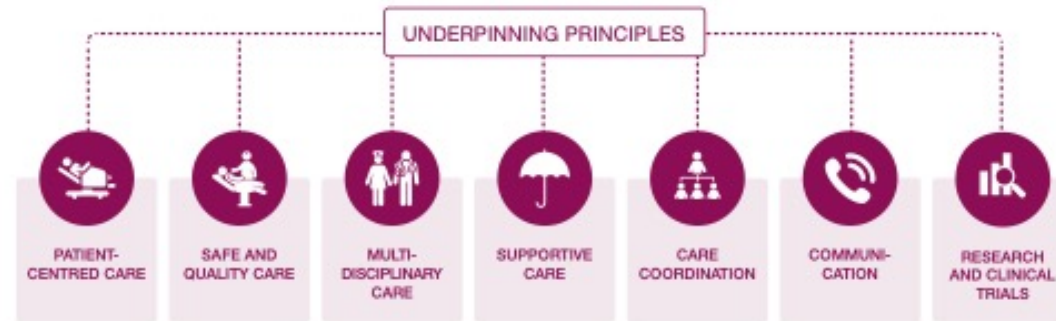 UNDERPINNING PRINCIPLES
PATIENT-
CENTRED CARE
SAFE AND
QUALITY CARE
MULTI-
DISCIPLINARY
CARE
SUPPORTIVE
CARE
CARE
COORDINATION
COMMUNI-
CATION
RESEARCH
AND CLINICAL
TRIALS